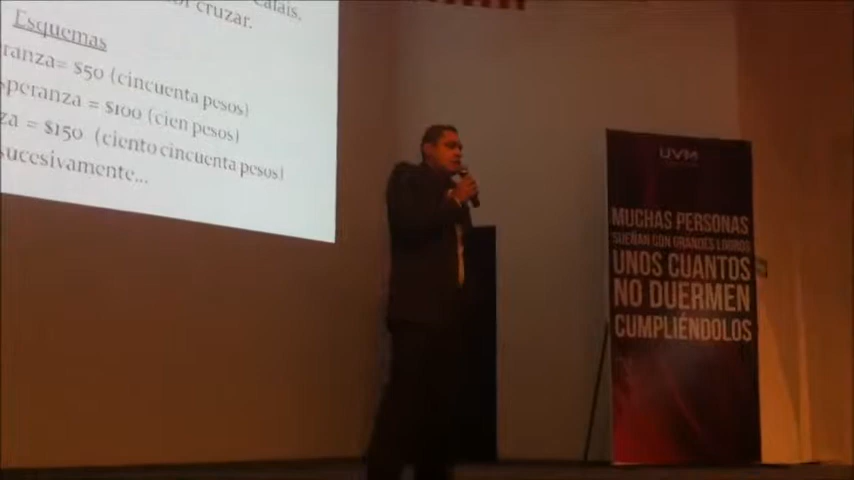 Calais,
cruzar.
Esquemas
ranza= $50 (cincuenta pesos)
speranza = $100 (cien pesos)
za = $150 (ciento cincuenta pesos)
sucesivamente...
UVM
MUCHAS PERSONAS
SUEÑAN CON GRANDES LOGROS
UNOS CUANTOS
NO DUERMEN
CUMPLIÉNDOLOS